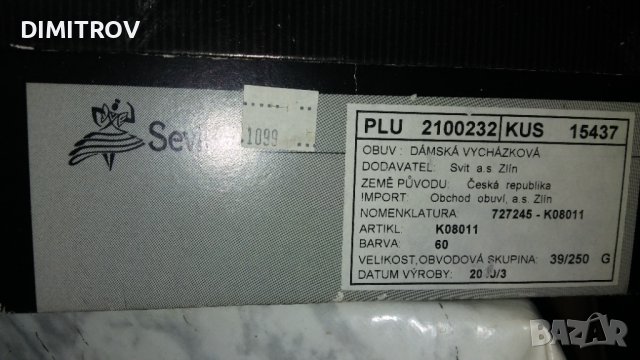 DIMITROV
1099
PLU 2100232 KUS 15437
OBUV : DÁMSKÁ VYCHÁZKOVÁ
DODAVATEL: Svit a.s. Zlín
ZEMĚ PŮVODU: Česká republika
IMPORT: Obchod obuví, a.s. Zlín
NOMENKLATURA: 727245 - K08011
ARTIKL: K08011
BARVA: 60
VELIKOST,OBVODOVÁ SKUPINA: 39/250 G
DATUM VÝROBY:
BAZAR